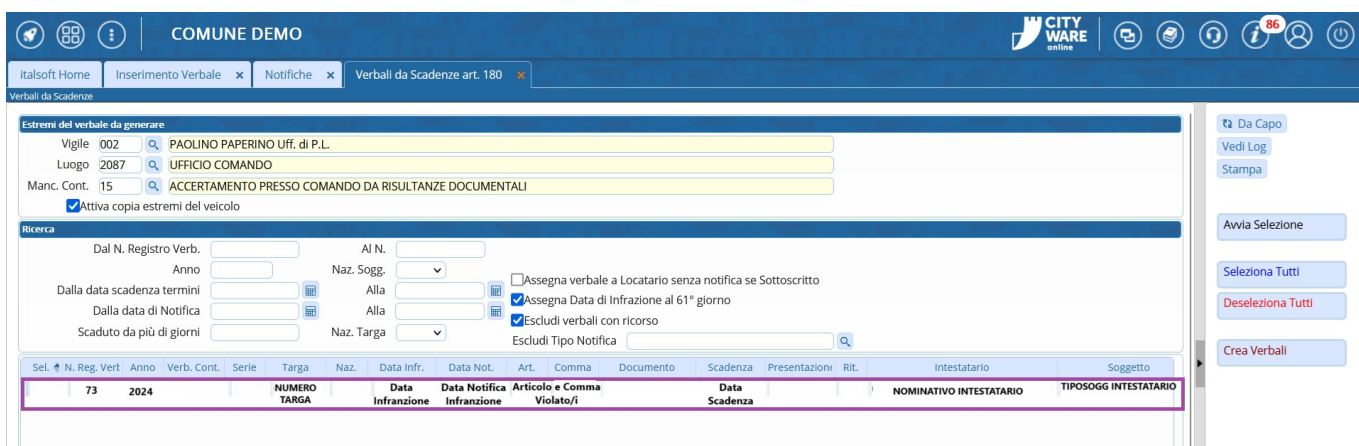 COMUNE DEMO
CITY WARE online
86
italsoft Home Inserimento Verbale x Notifiche x Verbali da Scadenze art. 180 x
Verbali da Scadenze
Estremi del verbale da generare
Vigile 002 PAOLINO PAPERINO Uff. di P.L.
Luogo 2087 UFFICIO COMANDO
Manc. Cont. 15 ACCERTAMENTO PRESSO COMANDO DA RISULTANZE DOCUMENTALI
Attiva copia estremi del veicolo
Ricerca
Dal N. Registro Verb. Al N.
Anno Naz. Sogg.
Assegna verbale a Locatario senza notifica se Sottoscritto
Dalla data scadenza termini Alla
Assegna Data di Infrazione al 61° giorno
Dalla data di Notifica Alla
Escludi verbali con ricorso
Scaduto da più di giorni Naz. Targa
Escludi Tipo Notifica
Sel. N. Reg. Vert Anno Verb. Cont. Serie Targa Naz. Data Infr. Data Not. Art. Comma Documento Scadenza Presentazione Rit. Intestatario Soggetto
73 2024 NUMERO TARGA Data Infranzione Data Notifica Infranzione Articolo e Comma Violato/i Data Scadenza NOMINATIVO INTESTATARIO TIPOSOGG INTESTATARIO
Da Capo
Vedi Log
Stampa
Avvia Selezione
Seleziona Tutti
Deseleziona Tutti
Crea Verbali